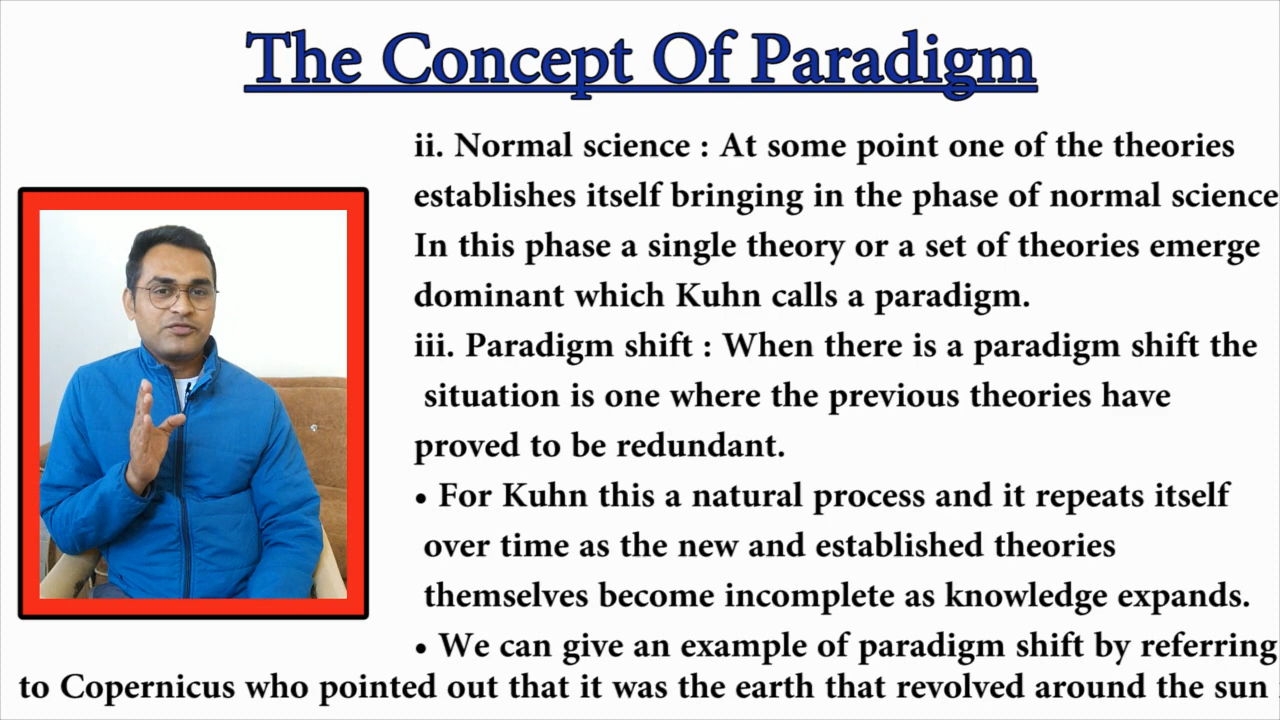 The Concept Of Paradigm
ii. Normal science : At some point one of the theories
establishes itself bringing in the phase of normal science
In this phase a single theory or a set of theories emerge
dominant which Kuhn calls a paradigm.
iii. Paradigm shift : When there is a paradigm shift the
situation is one where the previous theories have
proved to be redundant.
• For Kuhn this a natural process and it repeats itself
over time as the new and established theories
themselves become incomplete as knowledge expands.
• We can give an example of paradigm shift by referring
to Copernicus who pointed out that it was the earth that revolved around the sun